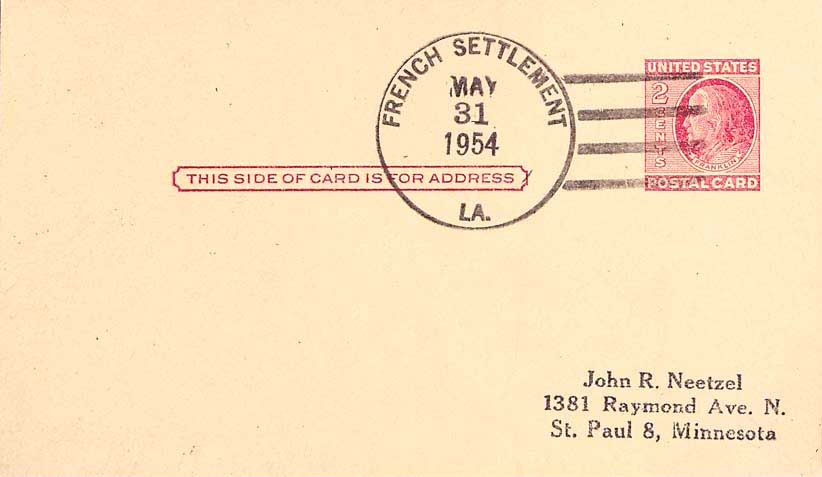 FRENCH SETTLEMENT
MAY
31
1954
LA.
UNITED STATES
2
CENTS
FRANKLIN
POSTAL CARD
THIS SIDE OF CARD IS FOR ADDRESS
John R. Neetzel
1381 Raymond Ave. N.
St. Paul 8, Minnesota